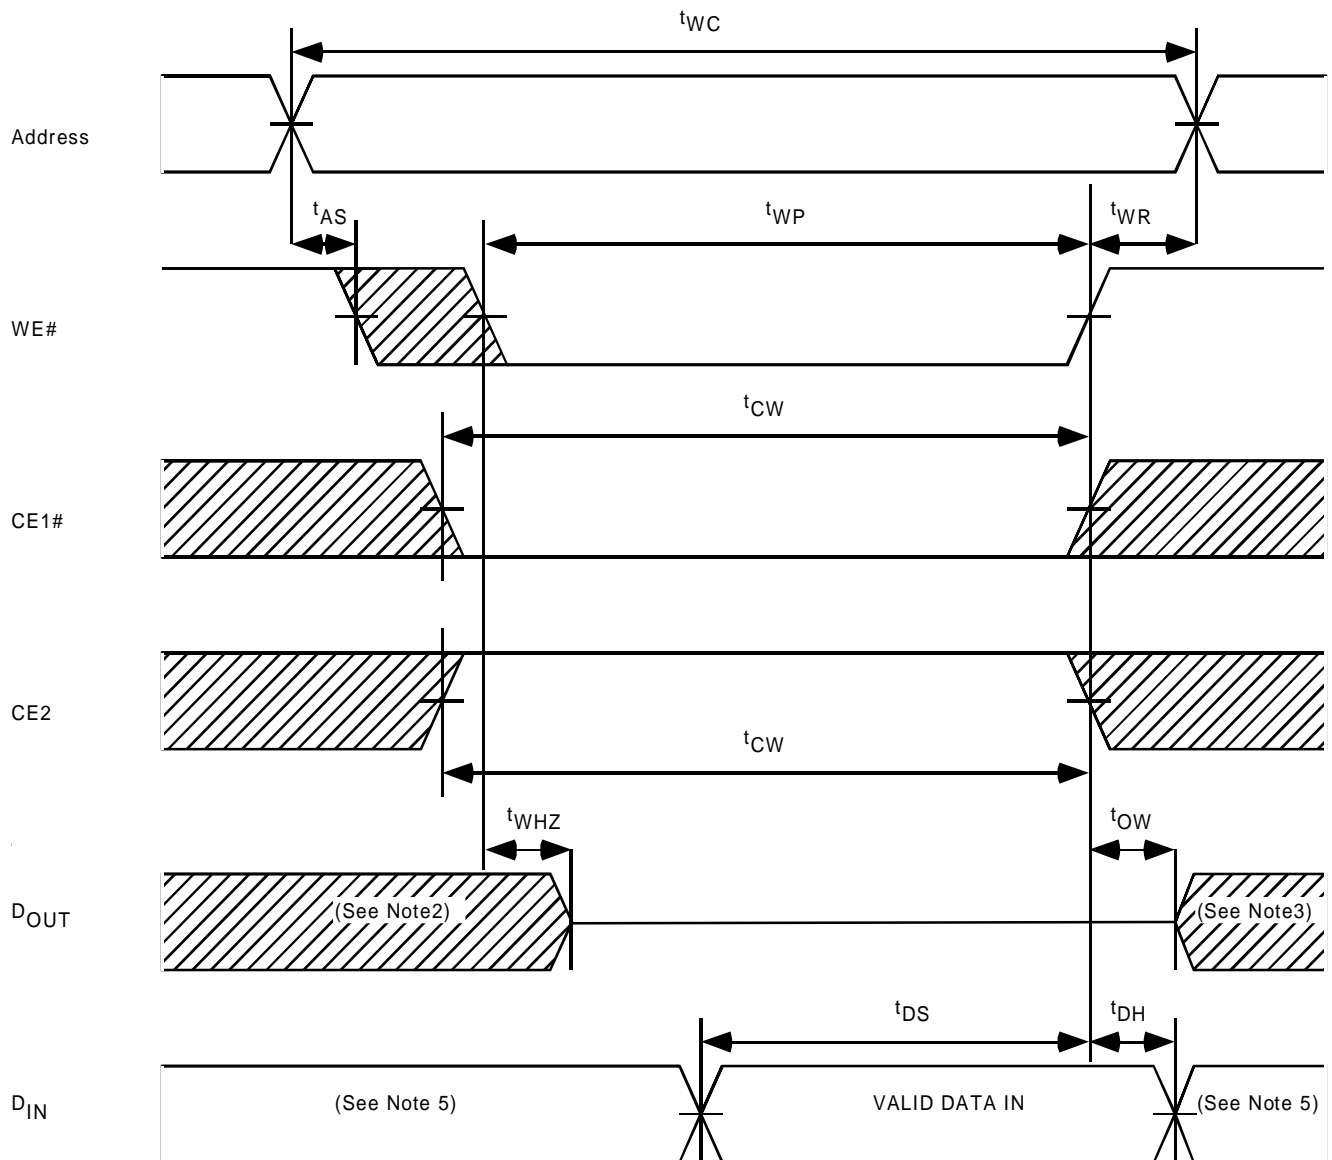 tWC
Address
tAS
tWP
tWR
WE#
tCW
CE1#
CE2
tCW
tWHZ
tOW
DOUT
(See Note2)
(See Note3)
tDS
tDH
DIN
(See Note 5)
VALID DATA IN
(See Note 5)